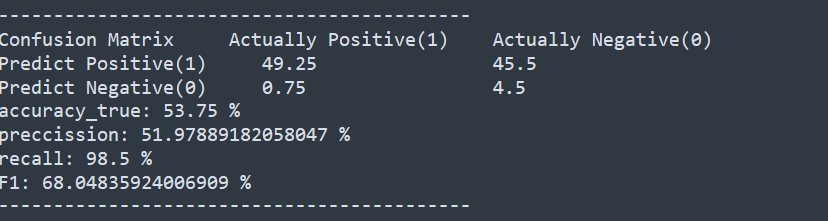 --------------------------------------------
Confusion Matrix     Actually Positive(1)    Actually Negative(0)
Predict Positive(1)     49.25                45.5
Predict Negative(0)     0.75                 4.5
accuracy_true: 53.75 %
preccission: 51.97889182058047 %
recall: 98.5 %
F1: 68.04835924006909 %
--------------------------------------------